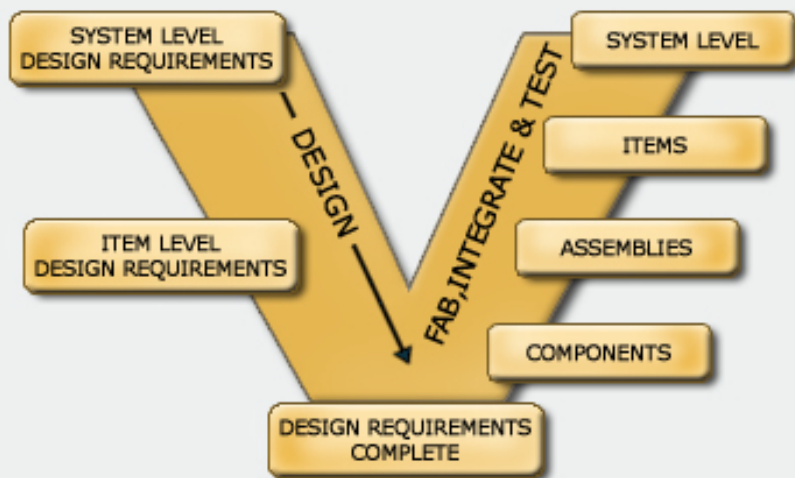 SYSTEM LEVEL
DESIGN REQUIREMENTS
DESIGN
ITEM LEVEL
DESIGN REQUIREMENTS
DESIGN REQUIREMENTS
COMPLETE
FAB,INTEGRATE & TEST
SYSTEM LEVEL
ITEMS
ASSEMBLIES
COMPONENTS